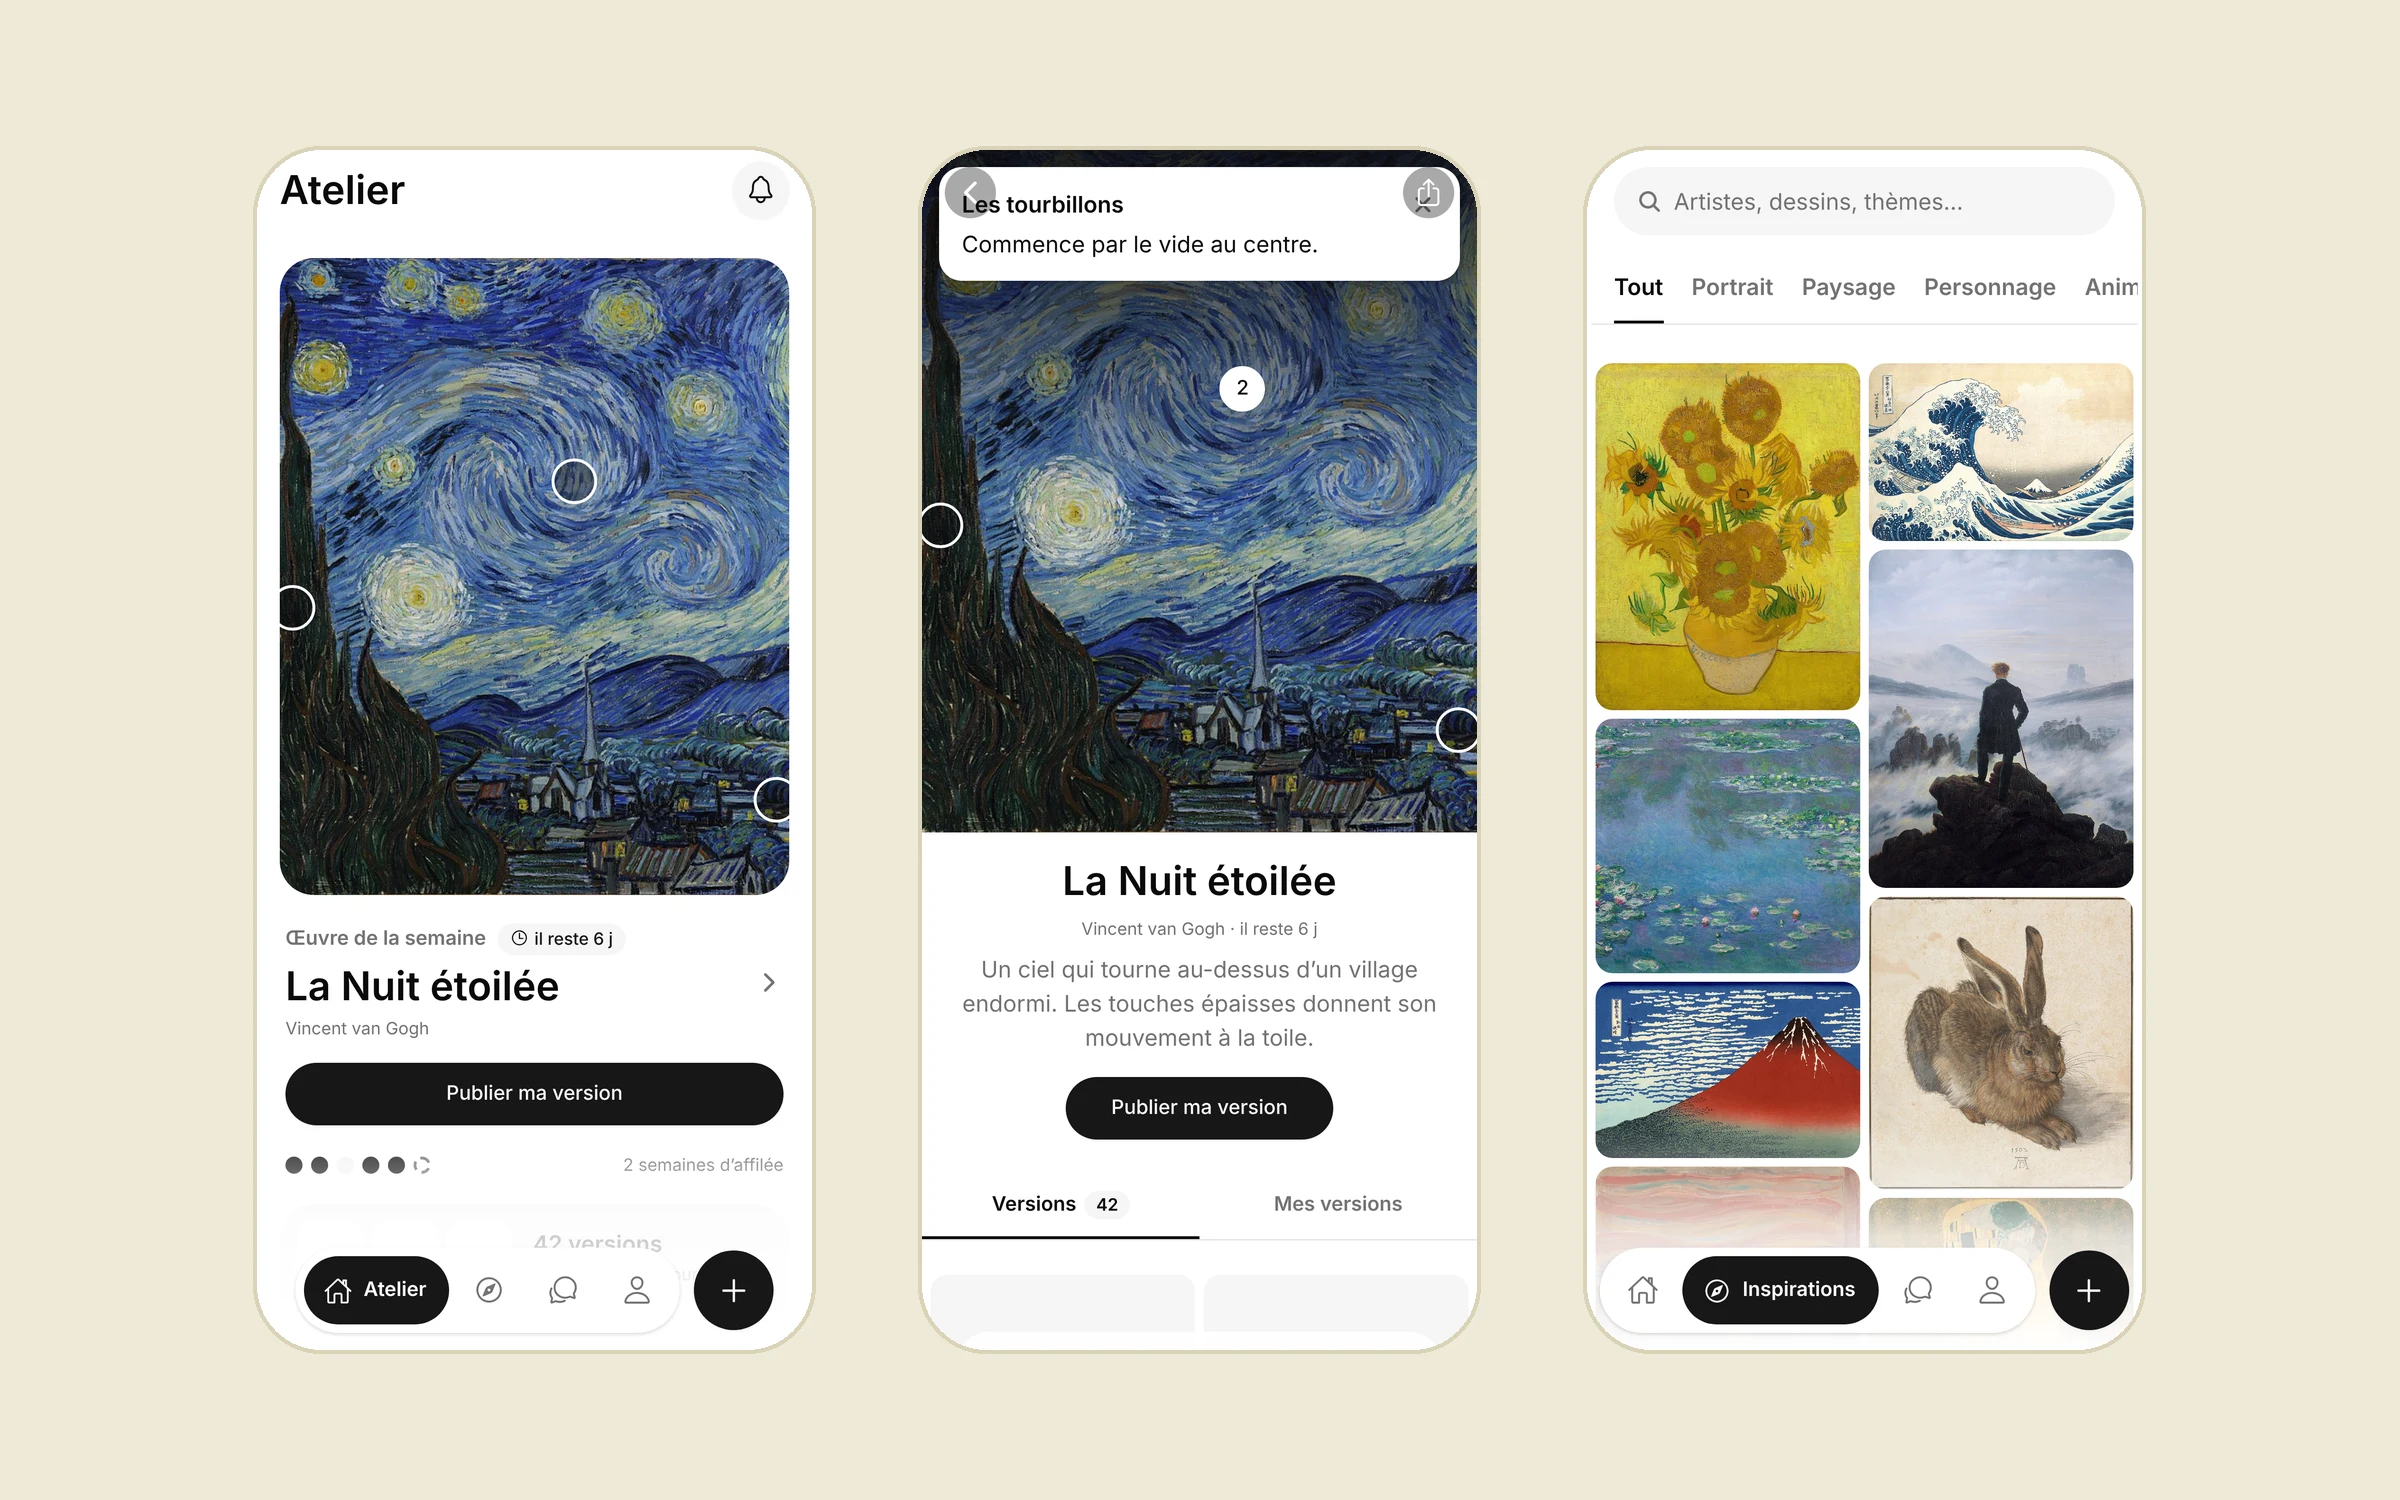 Atelier
Œuvre de la semaine
il reste 6 j
La Nuit étoilée
Vincent van Gogh
Publier ma version
2 semaines d’affilée
42 versions
Atelier
Les tourbillons
Commence par le vide au centre.
2
La Nuit étoilée
Vincent van Gogh · il reste 6 j
Un ciel qui tourne au-dessus d’un village
endormi. Les touches épaisses donnent son
mouvement à la toile.
Publier ma version
Versions 42
Mes versions
Artistes, dessins, thèmes...
Tout Portrait Paysage Personnage Anim
Inspirations